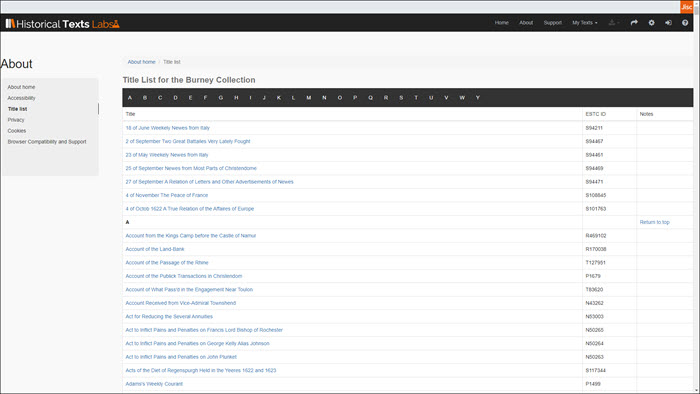 Jisc
Historical Texts Labs
Home About Support My Texts
About
About home / Title list
About home
Accessibility
Title list
Privacy
Cookies
Browser Compatibility and Support
Title List for the Burney Collection
A B C D E F G H I J K L M N O P Q R S T U V W Y
Title ESTC ID Notes
18 of June Weekely Newes from Italy S94211
2 of September Two Great Battailes Very Lately Fought S94467
23 of May Weekely Newes from Italy S94461
25 of September Newes from Most Parts of Christendome S94469
27 of September A Relation of Letters and Other Advertisements of Newes S94471
4 of November The Peace of France S108845
4 of Octob 1622 A True Relation of the Affaires of Europe S101763
A Return to top
Account from the Kings Camp before the Castle of Namur R469102
Account of the Land-Bank R170038
Account of the Passage of the Rhine T127951
Account of the Publick Transactions in Christendom P1679
Account of What Pass'd in the Engagement Near Toulon T83620
Account Received from Vice-Admiral Townshend N43262
Act for Reducing the Several Annuities N53003
Act to Inflict Pains and Penalties on Francis Lord Bishop of Rochester N50265
Act to Inflict Pains and Penalties on George Kelly Alias Johnson N50264
Act to Inflict Pains and Penalties on John Plunket N50263
Acts of the Diet of Regenspurgh Held in the Yeeres 1622 and 1623 S117344
Adams's Weekly Courant P1499